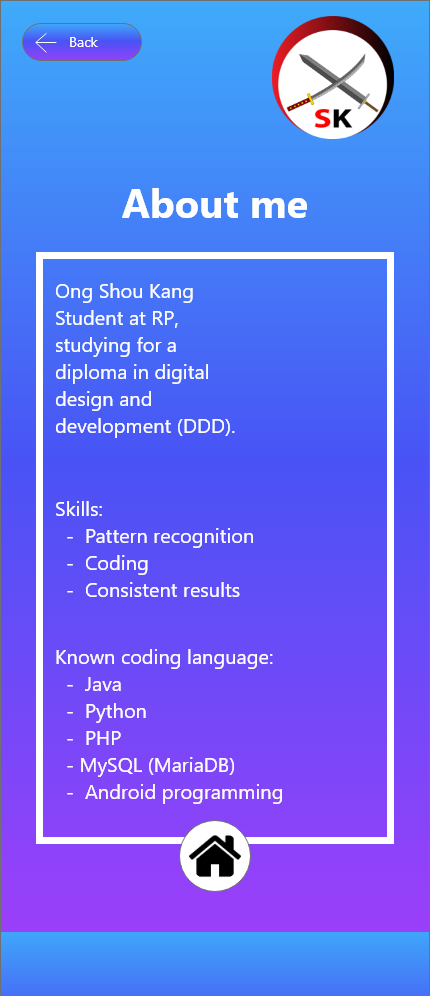 Back
SK
About me
Ong Shou Kang
Student at RP,
studying for a
diploma in digital
design and
development (DDD).
Skills:
- Pattern recognition
- Coding
- Consistent results
Known coding language:
- Java
- Python
- PHP
- MySQL (MariaDB)
- Android programming